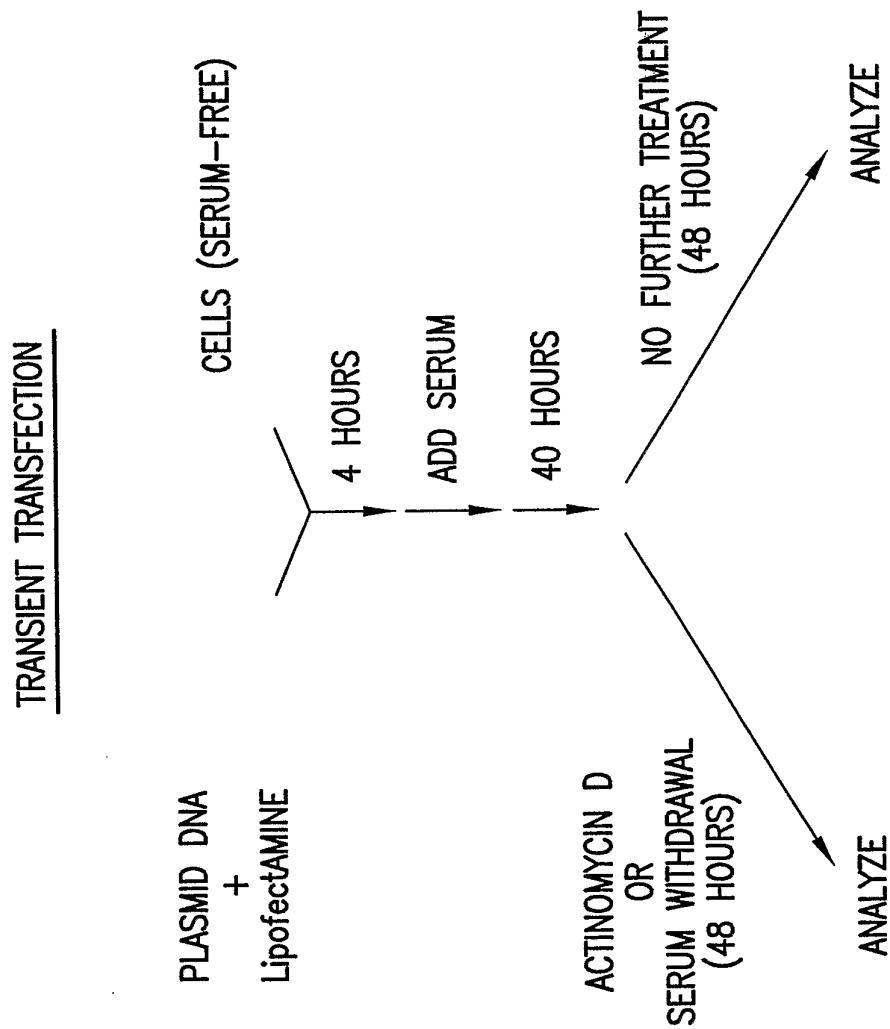 TRANSIENT TRANSFECTION
PLASMID DNA
+
LipofectAMINE
CELLS (SERUM-FREE)
4 HOURS
ADD SERUM
40 HOURS
ACTINOMYCIN D
OR
SERUM WITHDRAWAL
(48 HOURS)
NO FURTHER TREATMENT
(48 HOURS)
ANALYZE
ANALYZE